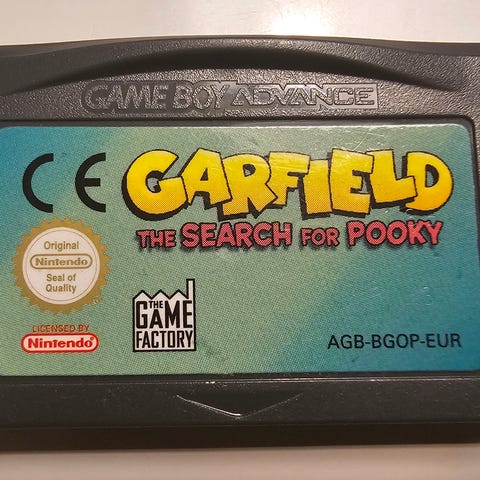 GAME BOY ADVANCE
CE
GARFIELD
THE SEARCH FOR POOKY
Original
Nintendo
Seal of
Quality
LICENSED BY
Nintendo
THE
GAME
FACTORY
AGB-BGOP-EUR